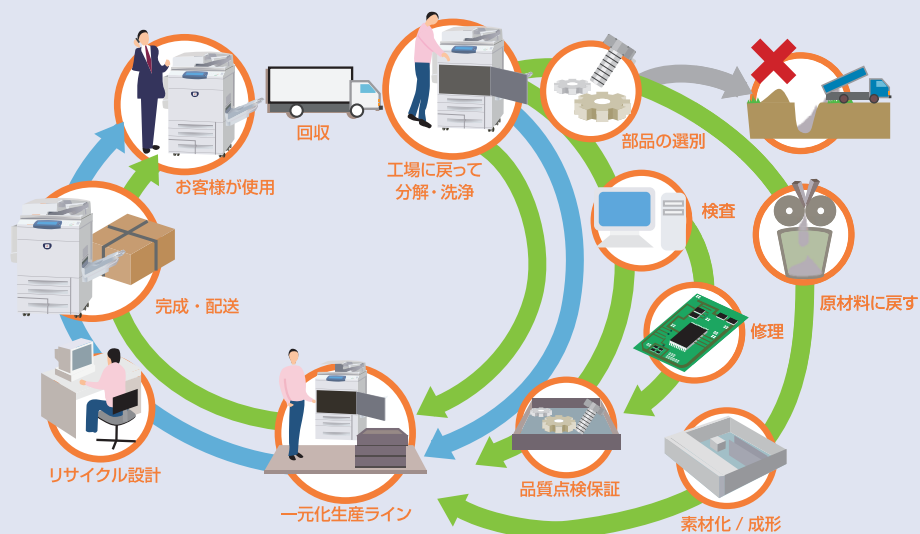 お客様が使用
回収
工場に戻って
分解・洗浄
部品の選別
検査
原材料に戻す
修理
完成・配送
リサイクル設計
一元化生産ライン
品質点検保証
素材化 / 成形